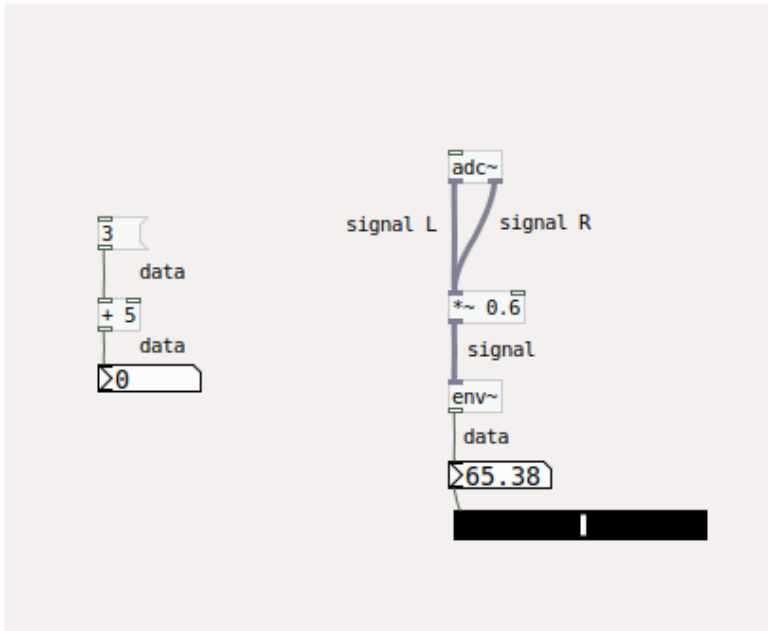 adc~
signal L
signal R
3
data
+ 5
*~ 0.6
data
signal
0
env~
data
65.38